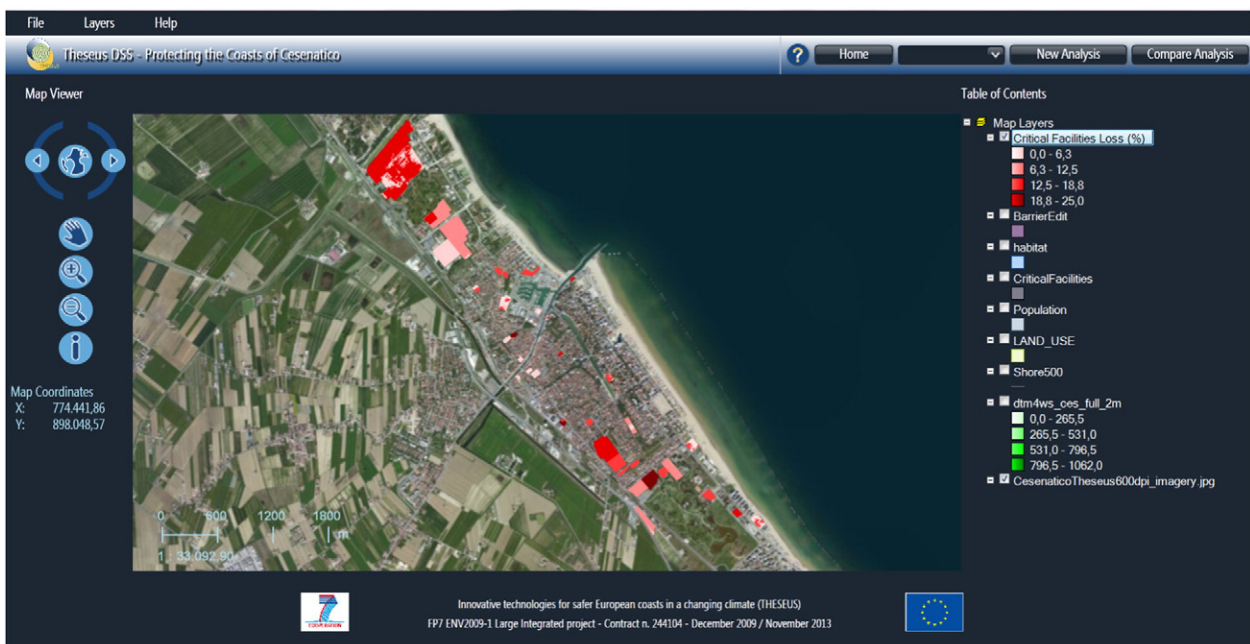 File Layers Help
Theseus DSS - Protecting the Coasts of Cesenatico
? Home New Analysis Compare Analysis
Map Viewer
Table of Contents
Map Layers
Critical Facilities Loss (%)
0,0 - 6,3
6,3 - 12,5
12,5 - 18,8
18,8 - 25,0
BarrierEdit
habitat
CriticalFacilities
Population
LAND_USE
Shore500
dtm4ws_ces_full_2m
0,0 - 265,5
265,5 - 531,0
531,0 - 796,5
796,5 - 1062,0
CesenaticoTheseus600dpi_imagery.jpg
i
Map Coordinates
X: 774.441,86
Y: 898.048,57
0 600 1200 1800
m
1 : 33.092,90
7
COOPERATION
Innovative technologies for safer European coasts in a changing climate (THESEUS)
FP7 ENV2009-1 Large Integrated project - Contract n. 244104 - December 2009 / November 2013